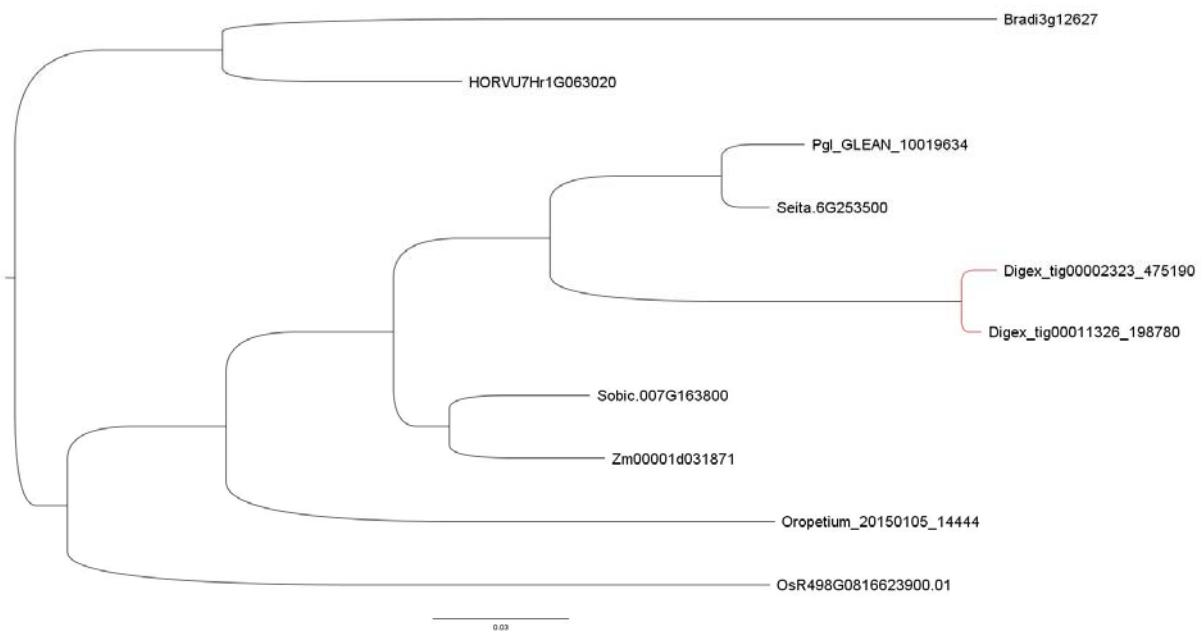 Bradi3g12627
HORVU7Hr1G063020
Pgl_GLEAN_10019634
Seita.6G253500
Digex_tig00002323_475190
Digex_tig00011326_198780
Sobic.007G163800
Zm00001d031871
Oropetium_20150105_14444
OsR498G0816623900.01
0.03